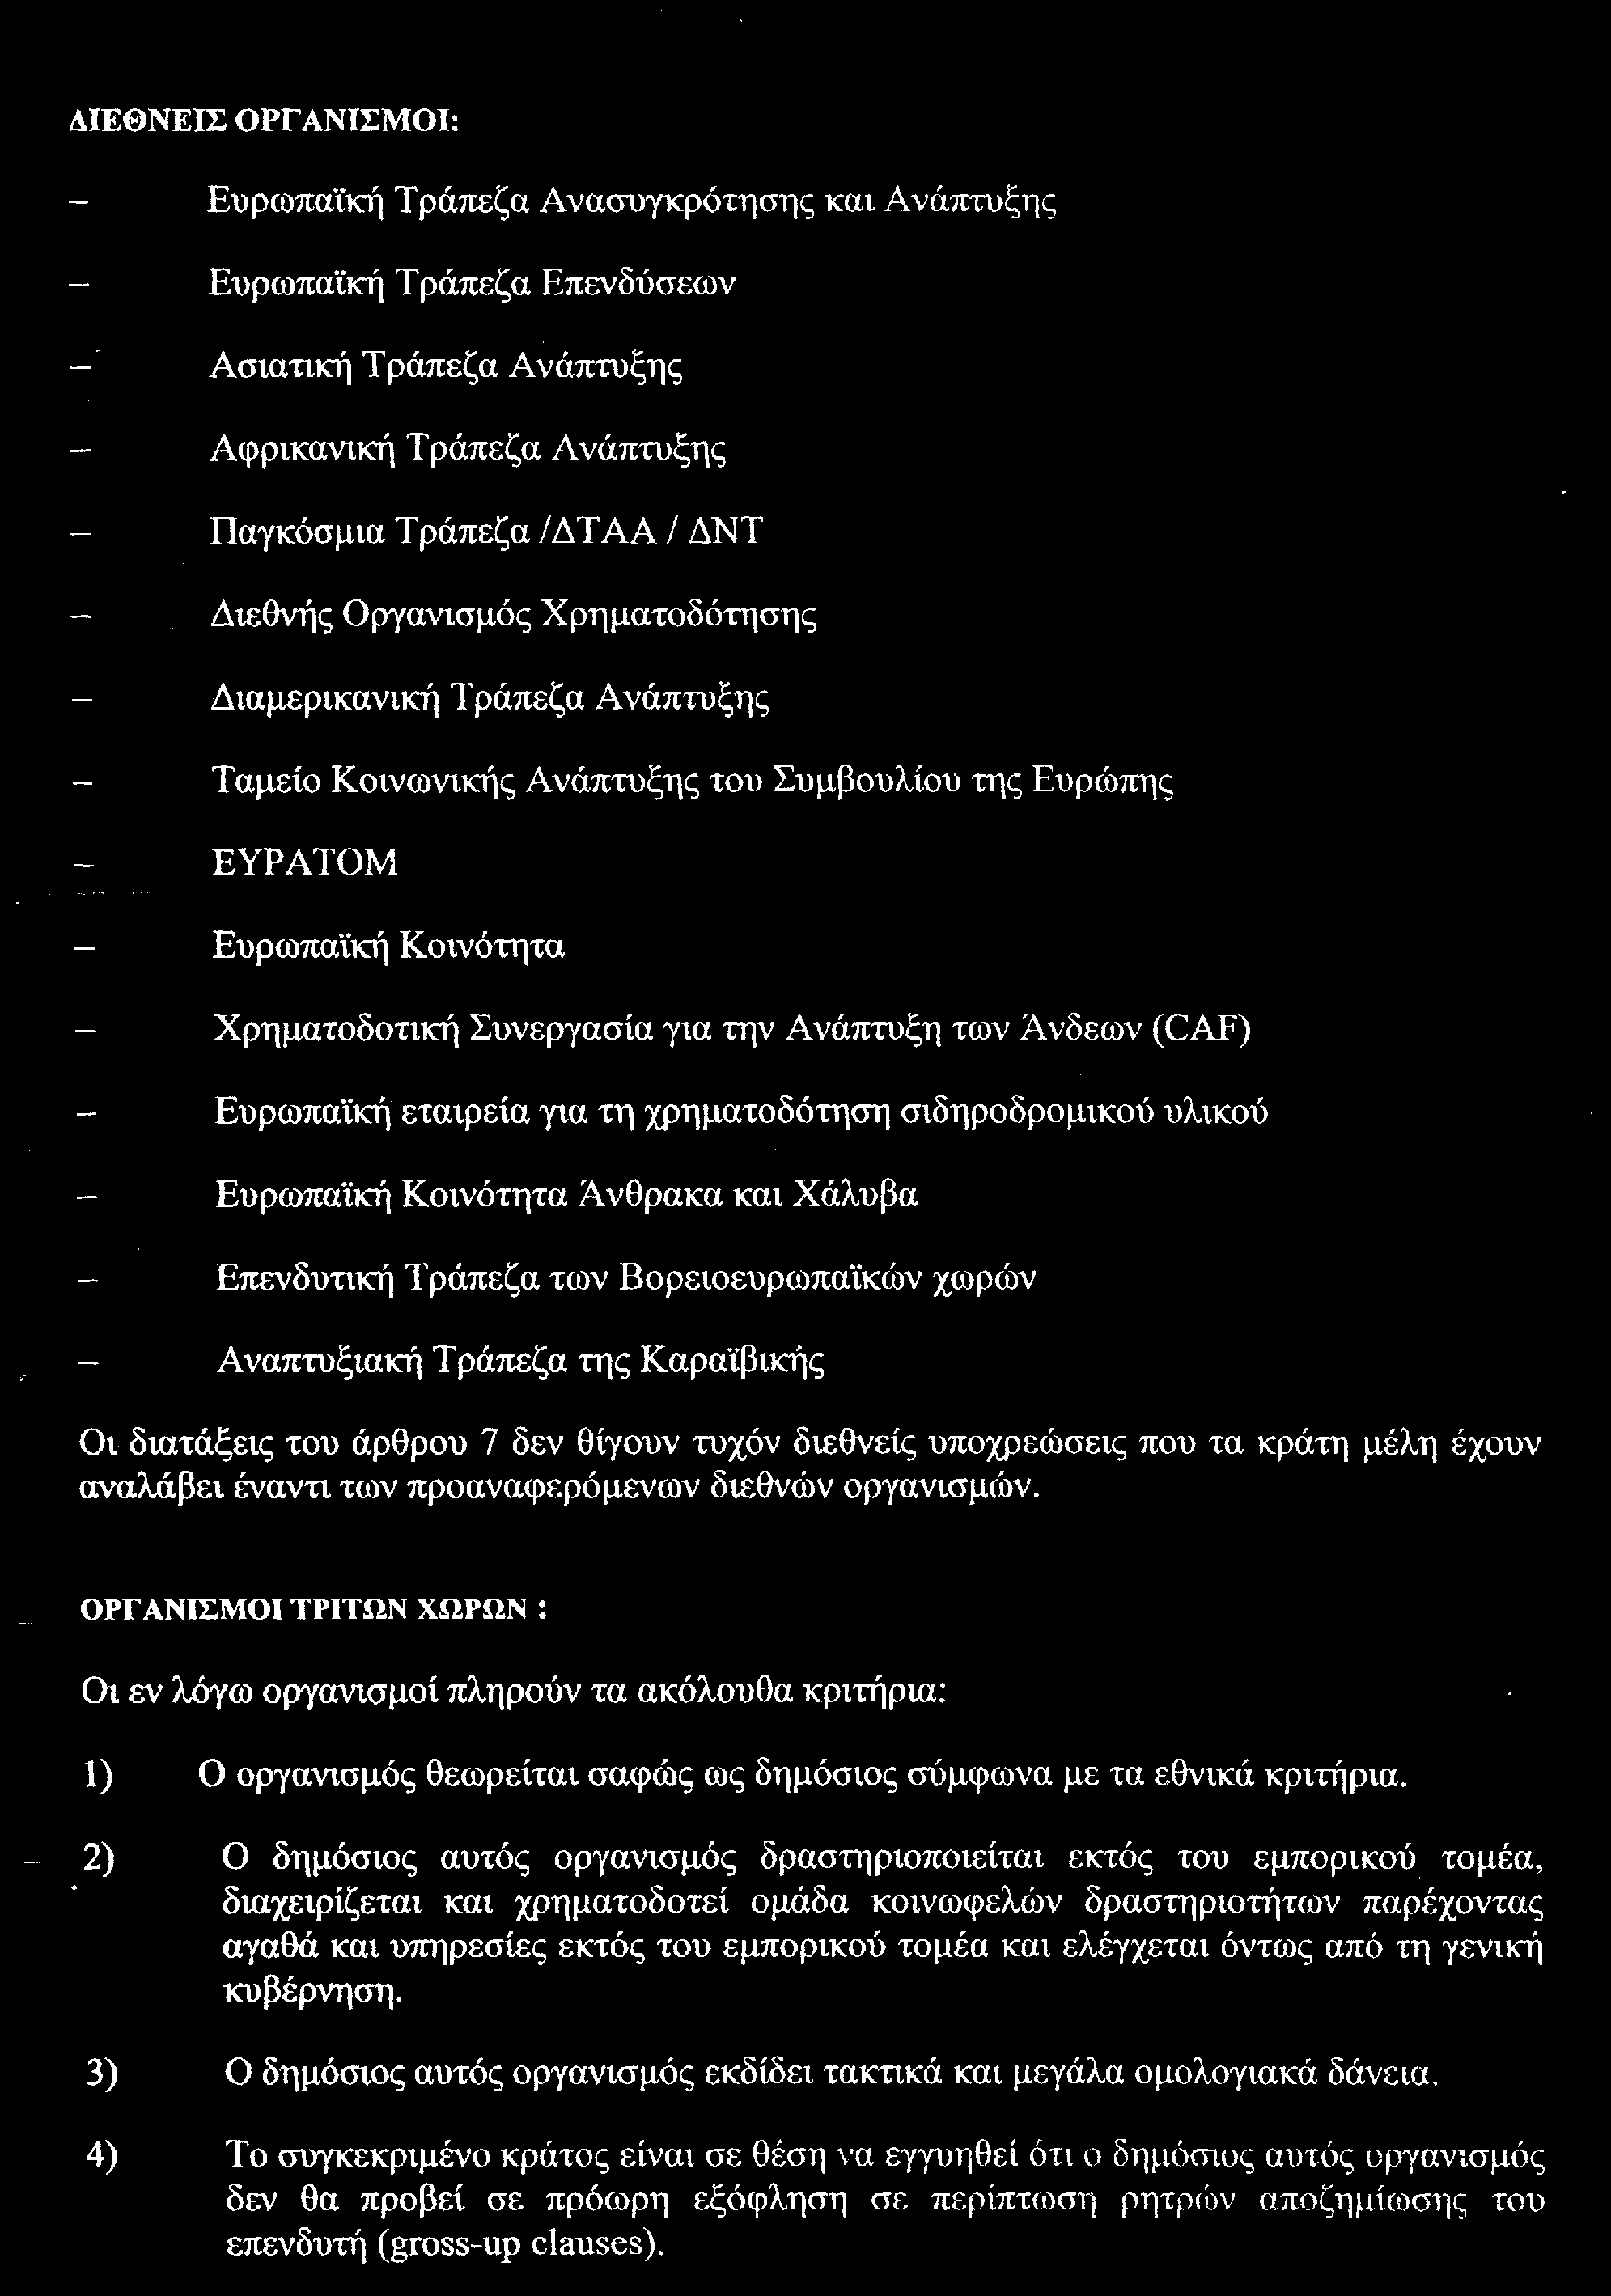 ΔΙΕΘΝΕΙΣ ΟΡΓΑΝΙΣΜΟΙ:
– Ευρωπαϊκή Τράπεζα Ανασυγκρότησης και Ανάπτυξης
– Ευρωπαϊκή Τράπεζα Επενδύσεων
– Ασιατική Τράπεζα Ανάπτυξης
– Αφρικανική Τράπεζα Ανάπτυξης
– Παγκόσμια Τράπεζα /ΔΤΑΑ / ΔΝΤ
– Διεθνής Οργανισμός Χρηματοδότησης
– Διαμερικανική Τράπεζα Ανάπτυξης
– Ταμείο Κοινωνικής Ανάπτυξης του Συμβουλίου της Ευρώπης
– ΕΥΡΑΤΟΜ
– Ευρωπαϊκή Κοινότητα
– Χρηματοδοτική Συνεργασία για την Ανάπτυξη των Άνδεων (CAF)
– Ευρωπαϊκή εταιρεία για τη χρηματοδότηση σιδηροδρομικού υλικού
– Ευρωπαϊκή Κοινότητα Άνθρακα και Χάλυβα
– Επενδυτική Τράπεζα των Βορειοευρωπαϊκών χωρών
– Αναπτυξιακή Τράπεζα της Καραϊβικής
Οι διατάξεις του άρθρου 7 δεν θίγουν τυχόν διεθνείς υποχρεώσεις που τα κράτη μέλη έχουν
αναλάβει έναντι των προαναφερόμενων διεθνών οργανισμών.
ΟΡΓΑΝΙΣΜΟΙ ΤΡΙΤΩΝ ΧΩΡΩΝ :
Οι εν λόγω οργανισμοί πληρούν τα ακόλουθα κριτήρια:
1) Ο οργανισμός θεωρείται σαφώς ως δημόσιος σύμφωνα με τα εθνικά κριτήρια.
2) Ο δημόσιος αυτός οργανισμός δραστηριοποιείται εκτός του εμπορικού τομέα,
διαχειρίζεται και χρηματοδοτεί ομάδα κοινωφελών δραστηριοτήτων παρέχοντας
αγαθά και υπηρεσίες εκτός του εμπορικού τομέα και ελέγχεται όντως από τη γενική
κυβέρνηση.
3) Ο δημόσιος αυτός οργανισμός εκδίδει τακτικά και μεγάλα ομολογιακά δάνεια.
4) Το συγκεκριμένο κράτος είναι σε θέση να εγγυηθεί ότι ο δημόσιος αυτός οργανισμός
δεν θα προβεί σε πρόωρη εξόφληση σε περίπτωση ρητρών αποζημίωσης του
επενδυτή (gross-up clauses).